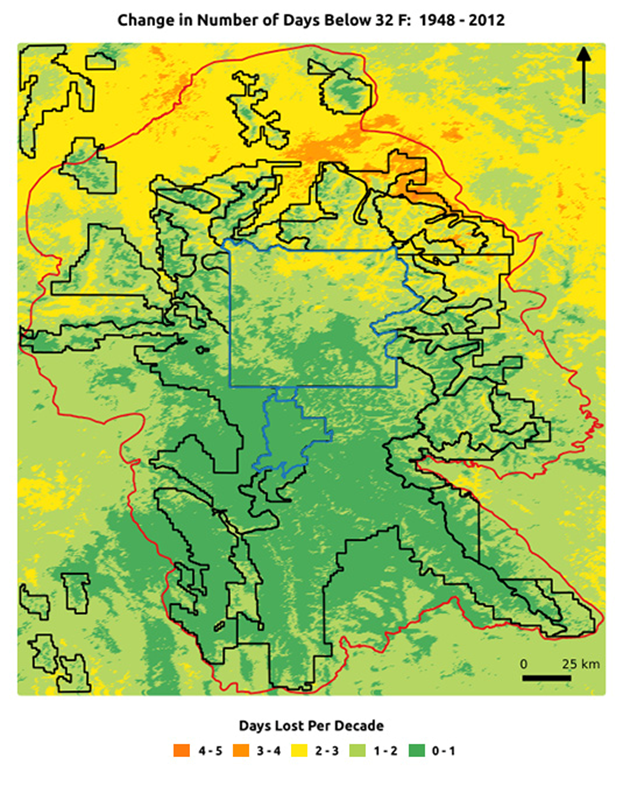 Change in Number of Days Below 32 F: 1948 - 2012
0 25 km
Days Lost Per Decade
4 - 5 3 - 4 2 - 3 1 - 2 0 - 1